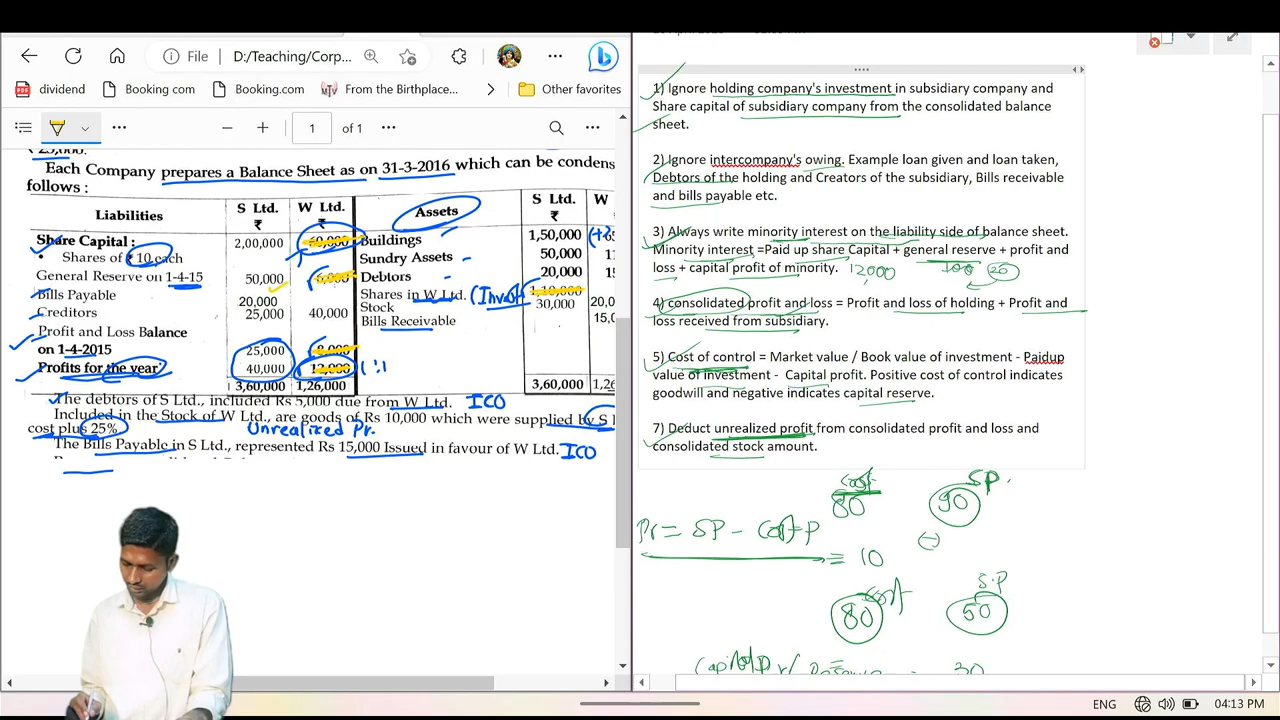 File D:/Teaching/Corp...
dividend Booking.com Booking.com From the Birthplace... Other favorites
1 of 1
Each Company prepares a Balance Sheet as on 31-3-2016 which can be condens
follows :
Liabilities S Ltd. ₹ W Ltd. ₹ Assets S Ltd. ₹ W
Share Capital : 2,00,000 60,000 Buildings 1,50,000
Shares of ₹ 10 each Sundry Assets 50,000 1
General Reserve on 1-4-15 50,000 6,000 Debtors 20,000 15
Bills Payable 20,000 Shares in W Ltd. (Invest 1,10,000
Creditors 25,000 40,000 Stock 30,000 20,0
Profit and Loss Balance Bills Receivable 15,0
on 1-4-2015 25,000 8,000
Profits for the year 40,000 12,000
3,60,000 1,26,000 3,60,000 1,26
The debtors of S Ltd., included Rs 5,000 due from W Ltd. ICO
Included in the Stock of W Ltd., are goods of Rs 10,000 which were supplied by S l
cost plus 25% Unrealized Pr.
The Bills Payable in S Ltd., represented Rs 15,000 Issued in favour of W Ltd. ICO
1) Ignore holding company's investment in subsidiary company and
Share capital of subsidiary company from the consolidated balance
sheet.
2) Ignore intercompany's owing. Example loan given and loan taken,
Debtors of the holding and Creators of the subsidiary, Bills receivable
and bills payable etc.
3) Always write minority interest on the liability side of balance sheet.
Minority interest =Paid up share Capital + general reserve + profit and
loss + capital profit of minority.
4) consolidated profit and loss = Profit and loss of holding + Profit and
loss received from subsidiary.
5) Cost of control = Market value / Book value of investment - Paidup
value of investment - Capital profit. Positive cost of control indicates
goodwill and negative indicates capital reserve.
7) Deduct unrealized profit from consolidated profit and loss and
consolidated stock amount.
cost SP
80 90
Pr = SP - Cost P
= 10
cost S.P
80 50
ENG 04:13 PM